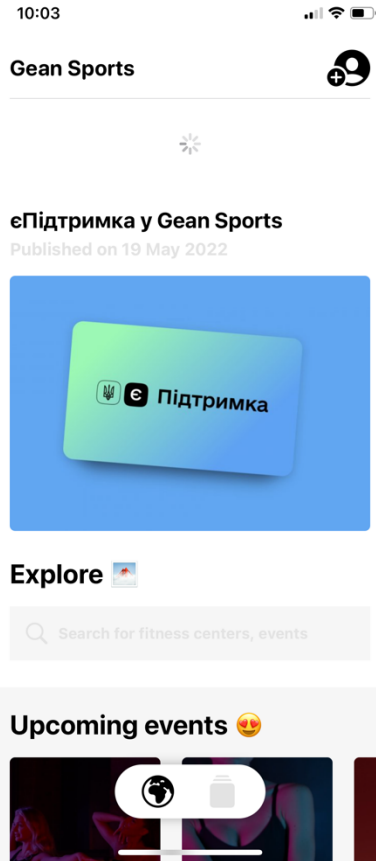 10:03
Gean Sports
єПідтримка у Gean Sports
Published on 19 May 2022
є Підтримка
Explore
Search for fitness centers, events
Upcoming events